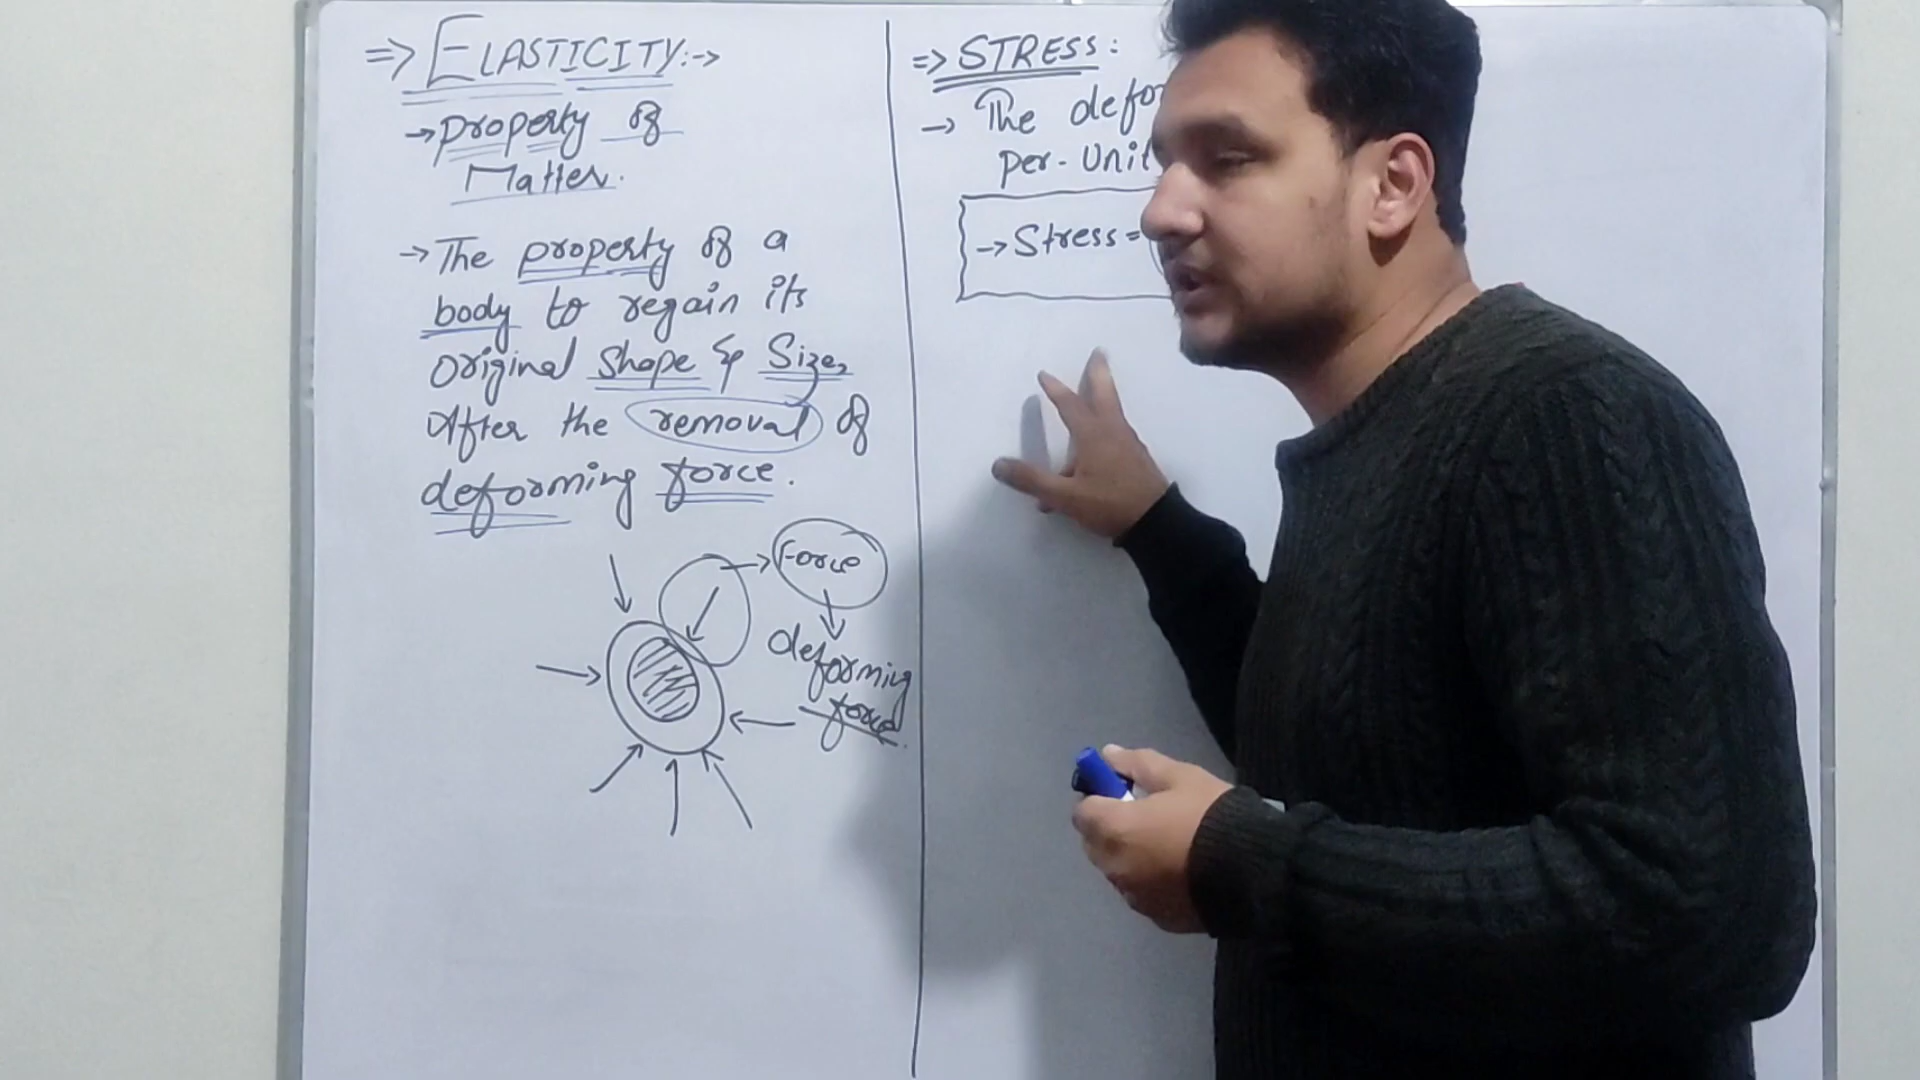 => ELASTICITY:→
→ property of
Matter.
→ The property of a
body to regain its
original shape & size,
After the removal of
deforming force.
→ Force
deforming
force.
=> STRESS:
→ The defor
per-Unit
→ Stress =